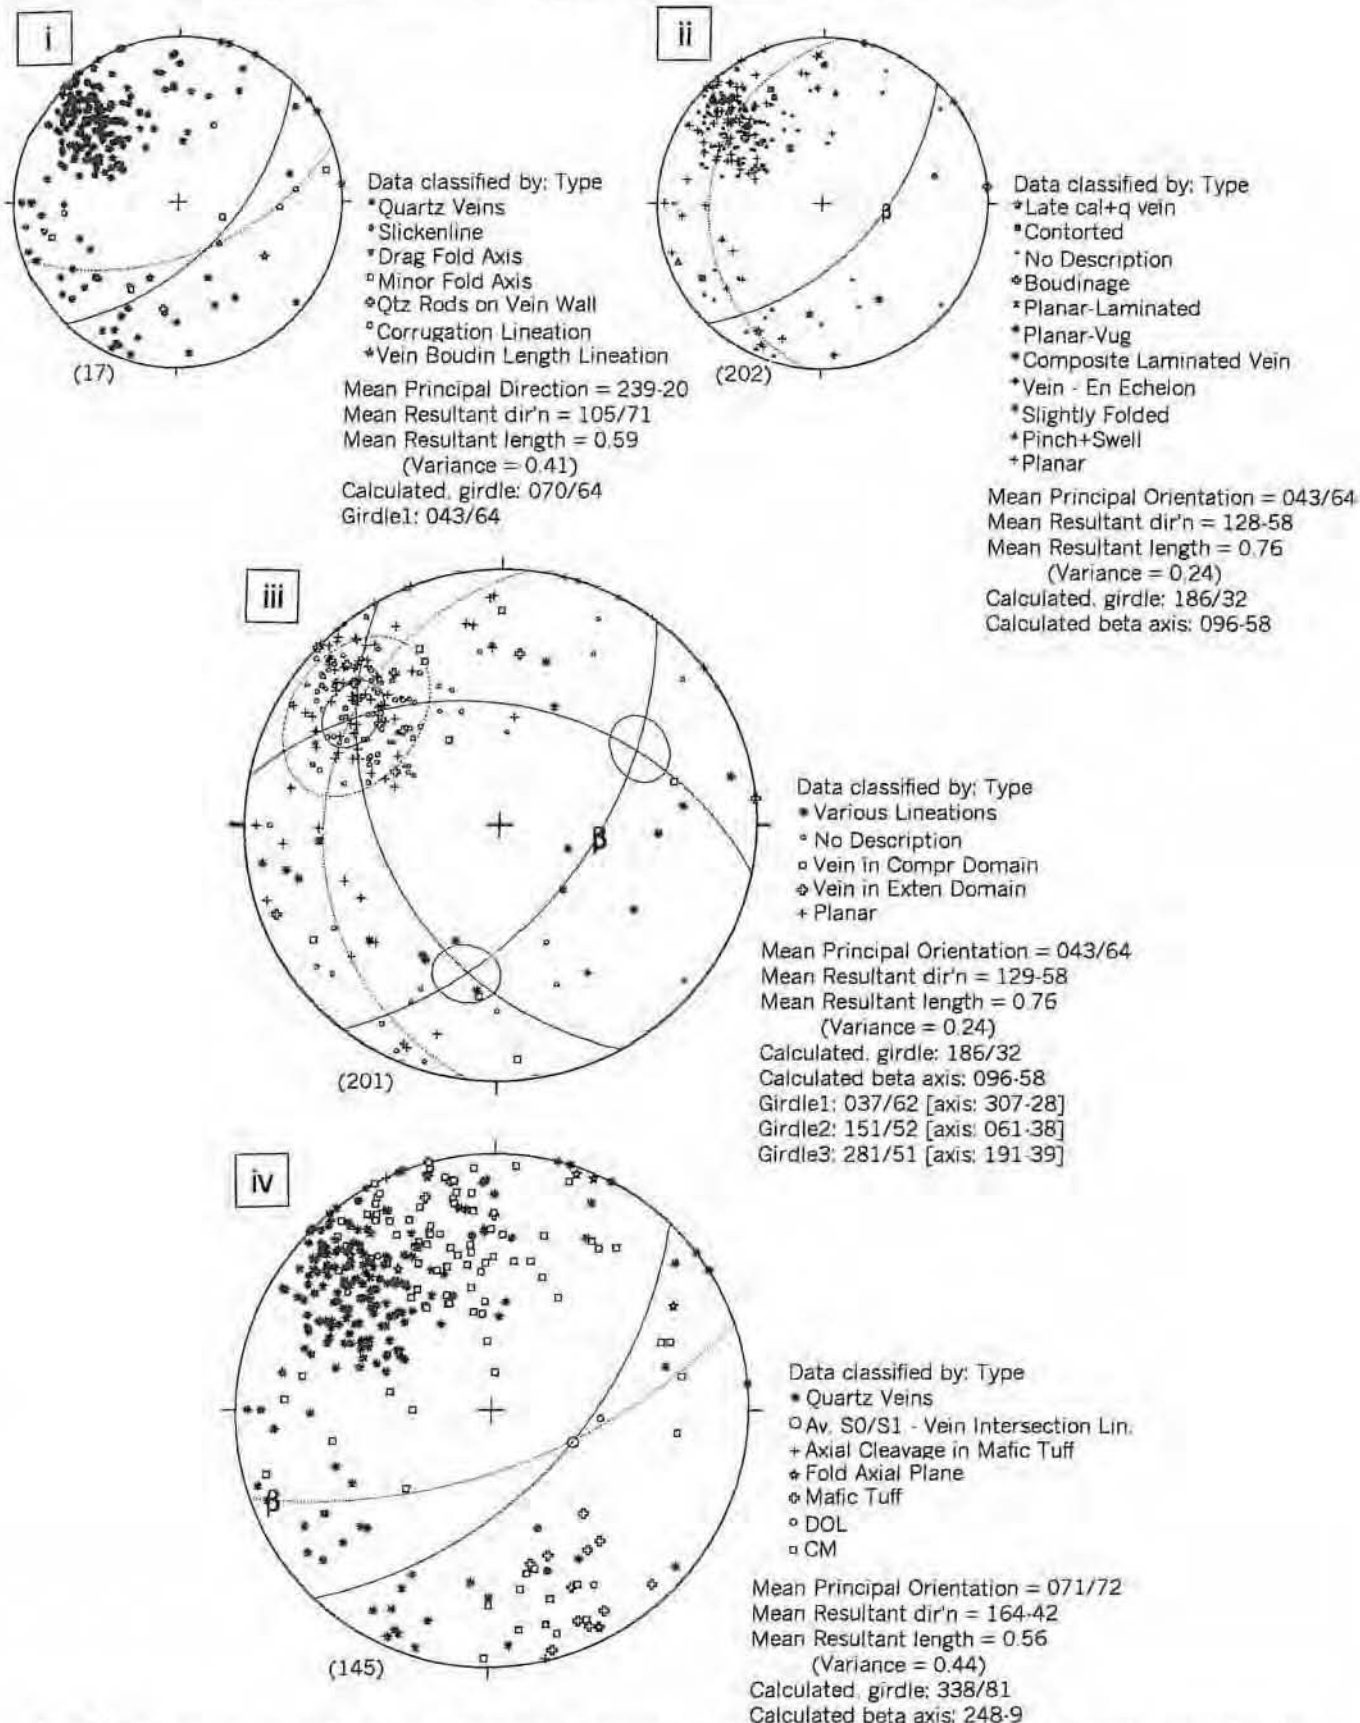 i
Data classified by: Type
Quartz Veins
Slickenline
Drag Fold Axis
Minor Fold Axis
Qtz Rods on Vein Wall
Corrugation Lineation
Vein Boudin Length Lineation
(17)
Mean Principal Direction = 239-20
Mean Resultant dir'n = 105/71
Mean Resultant length = 0.59
(Variance = 0.41)
Calculated. girdle: 070/64
Girdle1: 043/64
ii
β
Data classified by: Type
Late cal+q vein
Contorted
No Description
Boudinage
Planar-Laminated
Planar-Vug
Composite Laminated Vein
Vein - En Echelon
Slightly Folded
Pinch+Swell
Planar
(202)
Mean Principal Orientation = 043/64
Mean Resultant dir'n = 128-58
Mean Resultant length = 0.76
(Variance = 0.24)
Calculated. girdle: 186/32
Calculated beta axis: 096-58
iii
β
Data classified by: Type
Various Lineations
No Description
Vein in Compr Domain
Vein in Exten Domain
Planar
(201)
Mean Principal Orientation = 043/64
Mean Resultant dir'n = 129-58
Mean Resultant length = 0.76
(Variance = 0.24)
Calculated. girdle: 186/32
Calculated beta axis: 096-58
Girdle1: 037/62 [axis: 307-28]
Girdle2: 151/52 [axis: 061-38]
Girdle3: 281/51 [axis: 191-39]
iv
β
Data classified by: Type
Quartz Veins
Av. S0/S1 - Vein Intersection Lin.
Axial Cleavage in Mafic Tuff
Fold Axial Plane
Mafic Tuff
DOL
CM
(145)
Mean Principal Orientation = 071/72
Mean Resultant dir'n = 164-42
Mean Resultant length = 0.56
(Variance = 0.44)
Calculated. girdle: 338/81
Calculated beta axis: 248-9